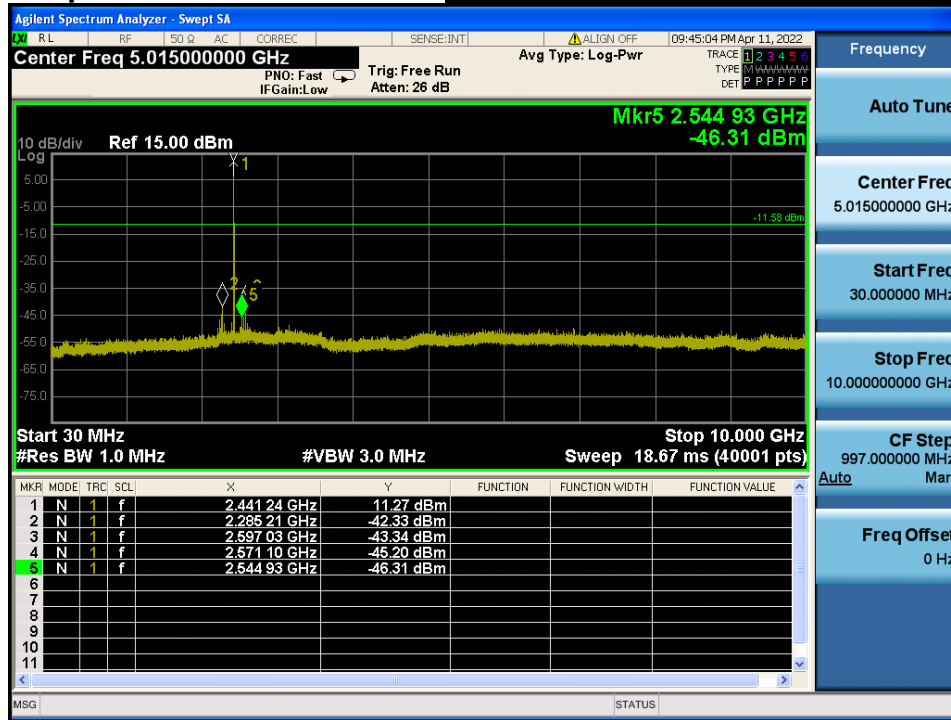 Agilent Spectrum Analyzer - Swept SA
LXI RL RF 50 Ω AC CORREC SENSE:INT ALIGN OFF 09:45:04 PM Apr 11, 2022
Center Freq 5.015000000 GHz Avg Type: Log-Pwr TRACE 1 2 3 4 5 6
PNO: Fast Trig: Free Run TYPE M
IFGain:Low Atten: 26 dB DET P P P P P P
Mkr5 2.544 93 GHz
-46.31 dBm
10 dB/div Ref 15.00 dBm
Log
1
5.00
-5.00
-11.58 dBm
-15.0
-25.0
-35.0
2 5
-45.0
-55.0
-65.0
-75.0
Start 30 MHz Stop 10.000 GHz
#Res BW 1.0 MHz #VBW 3.0 MHz Sweep 18.67 ms (40001 pts)
MKR MODE TRC SCL X Y FUNCTION FUNCTION WIDTH FUNCTION VALUE
1 N 1 f 2.441 24 GHz 11.27 dBm
2 N 1 f 2.285 21 GHz -42.33 dBm
3 N 1 f 2.597 03 GHz -43.34 dBm
4 N 1 f 2.571 10 GHz -45.20 dBm
5 N 1 f 2.544 93 GHz -46.31 dBm
6
7
8
9
10
11
MSG STATUS
Frequency
Auto Tune
Center Freq
5.015000000 GHz
Start Freq
30.000000 MHz
Stop Freq
10.000000000 GHz
CF Step
997.000000 MHz
Auto Man
Freq Offset
0 Hz